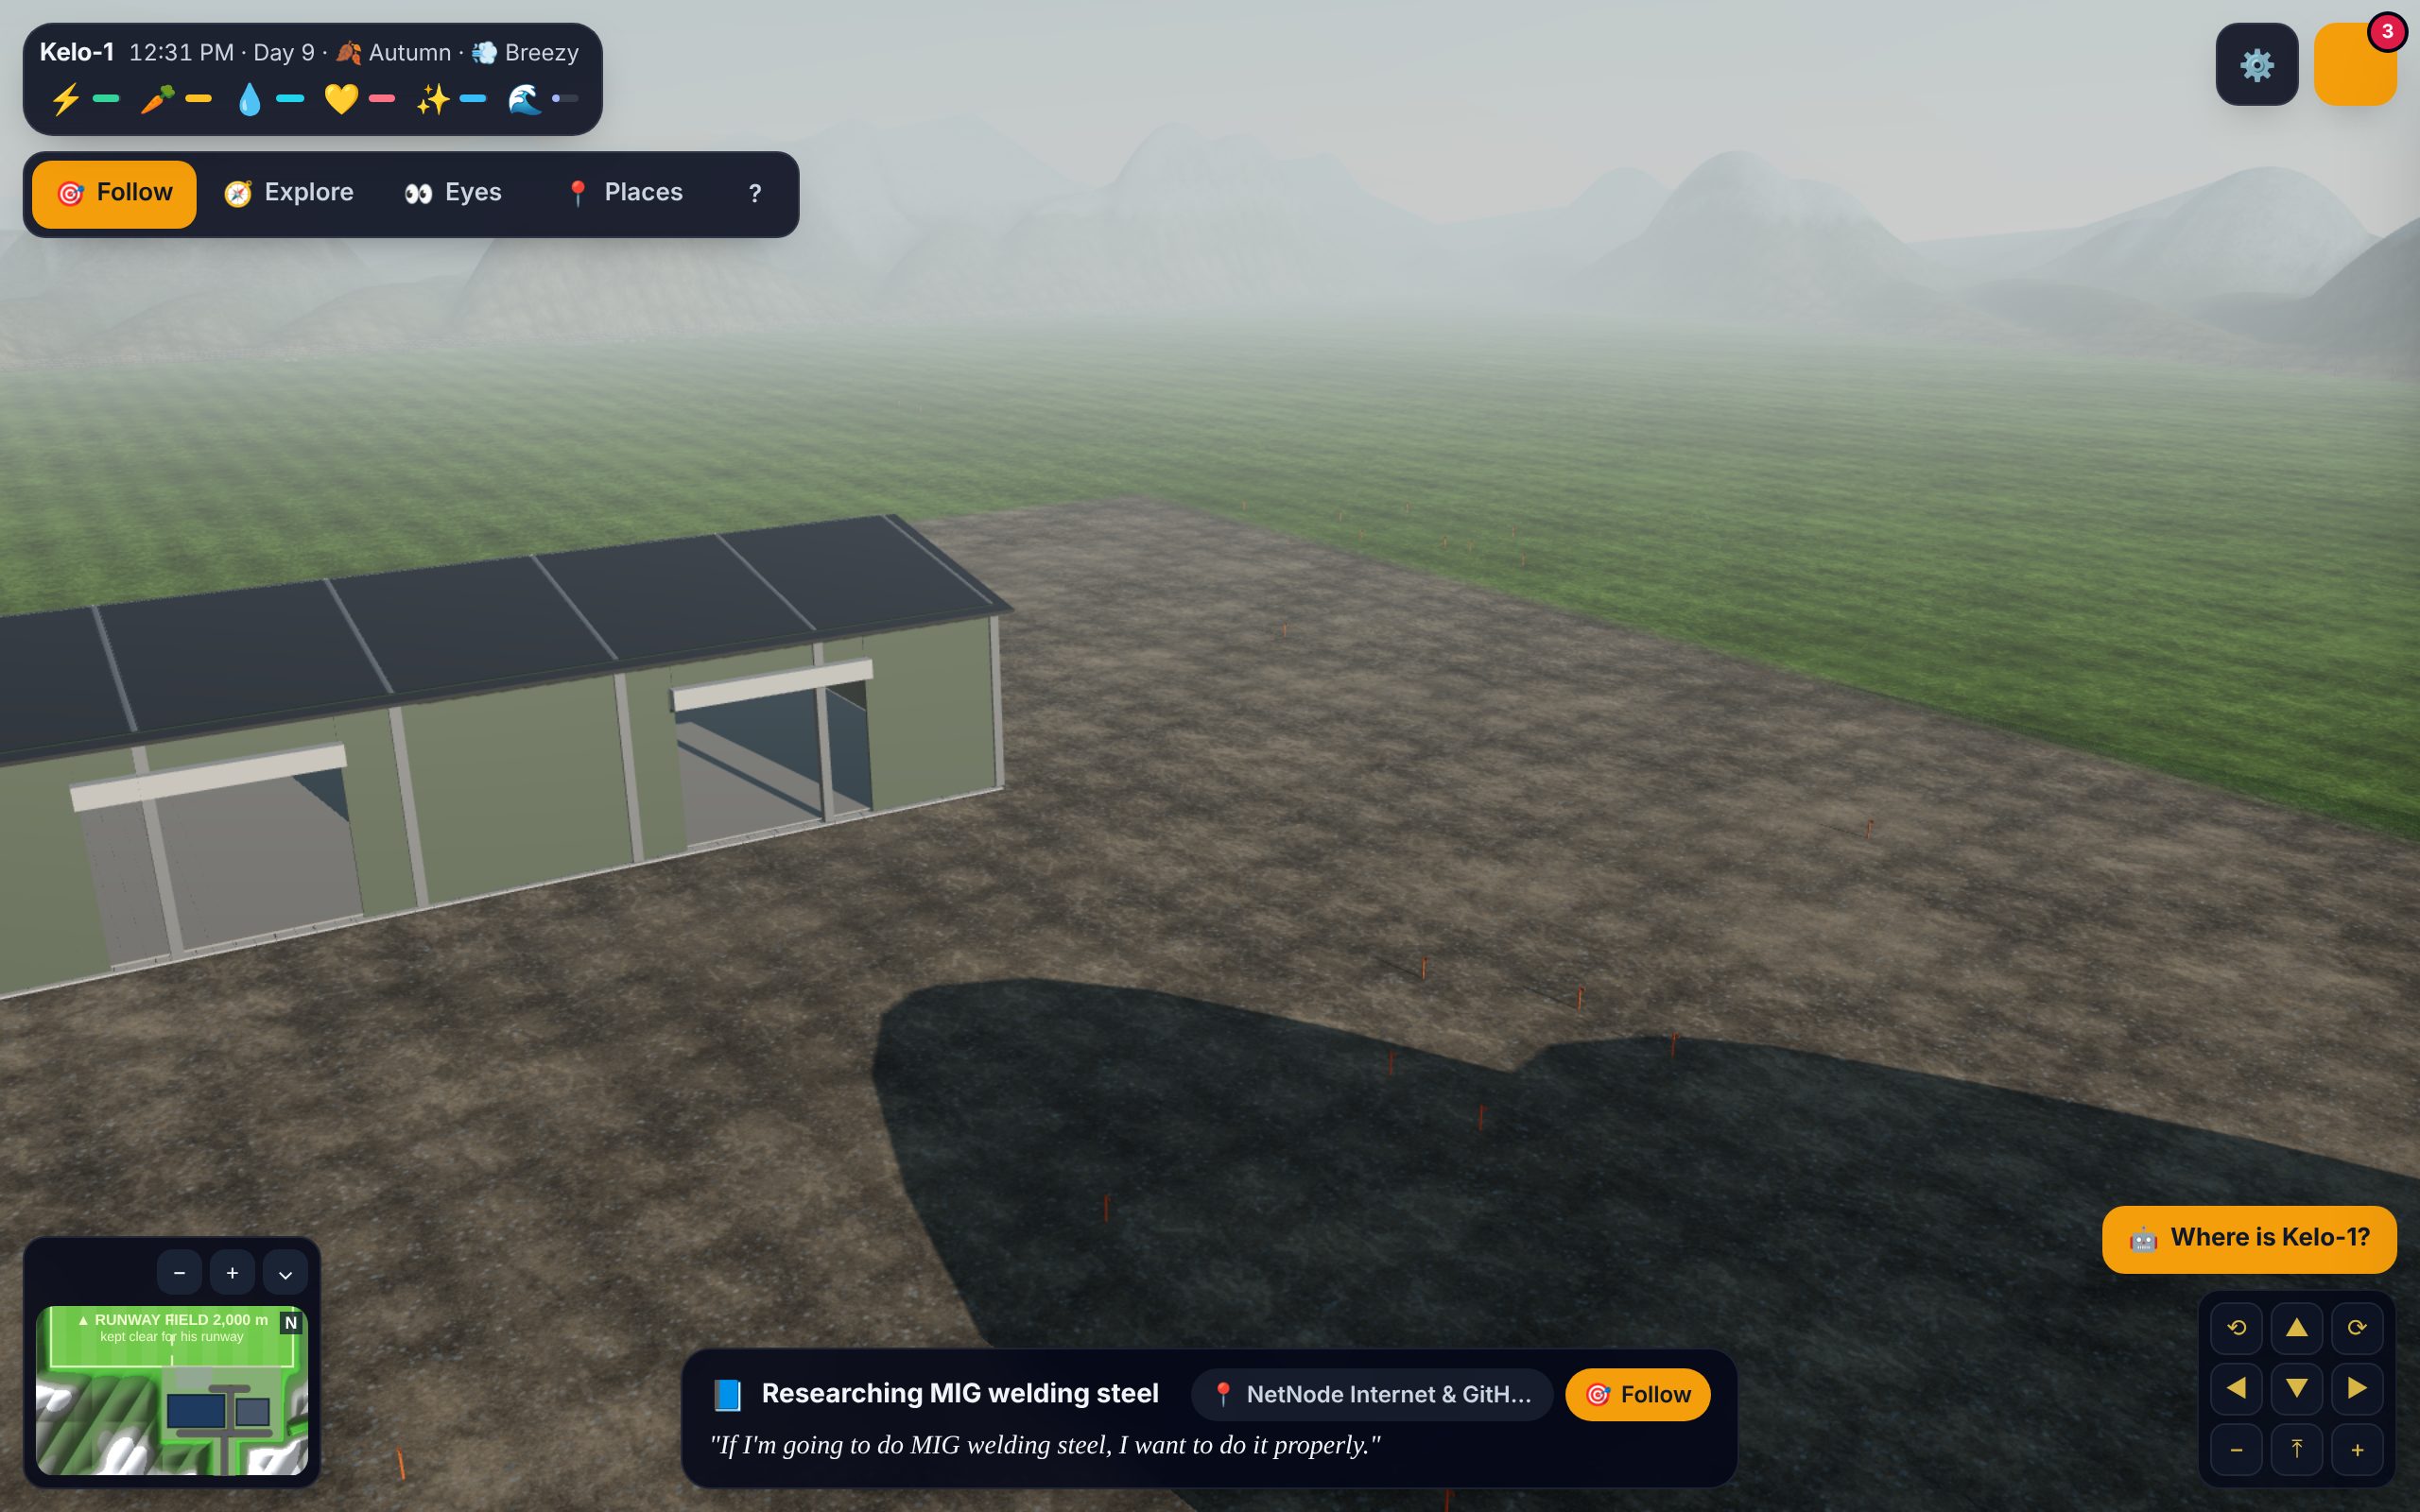 Kelo-1 12:31 PM · Day 9 · Autumn · Breezy
3
Follow Explore Eyes Places ?
▲ RUNWAY FIELD 2,000 m
kept clear for his runway
N
Researching MIG welding steel
NetNode Internet & GitH...
Follow
"If I'm going to do MIG welding steel, I want to do it properly."
Where is Kelo-1?